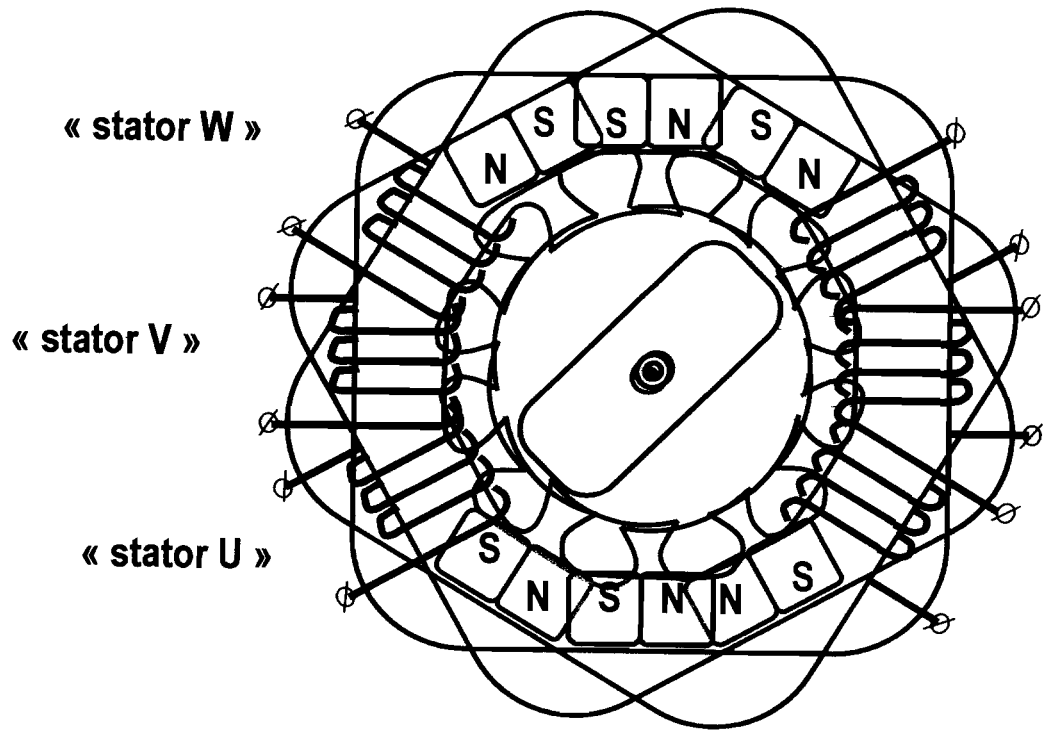 « stator W »
N S S N S N
« stator V »
« stator U »
S N S N N S